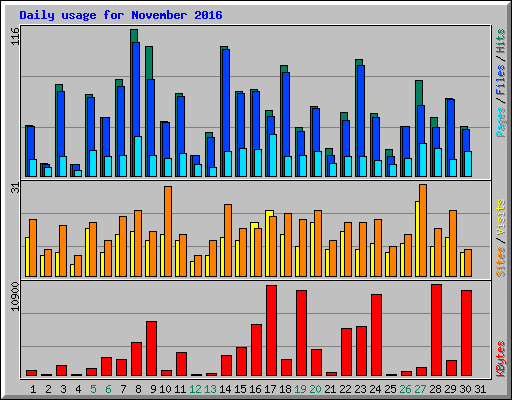 Daily usage for November 2016
116
Pages / Files / Hits
31
Sites / Visits
10900
KBytes
1 2 3 4 5 6 7 8 9 10 11 12 13 14 15 16 17 18 19 20 21 22 23 24 25 26 27 28 29 30 31